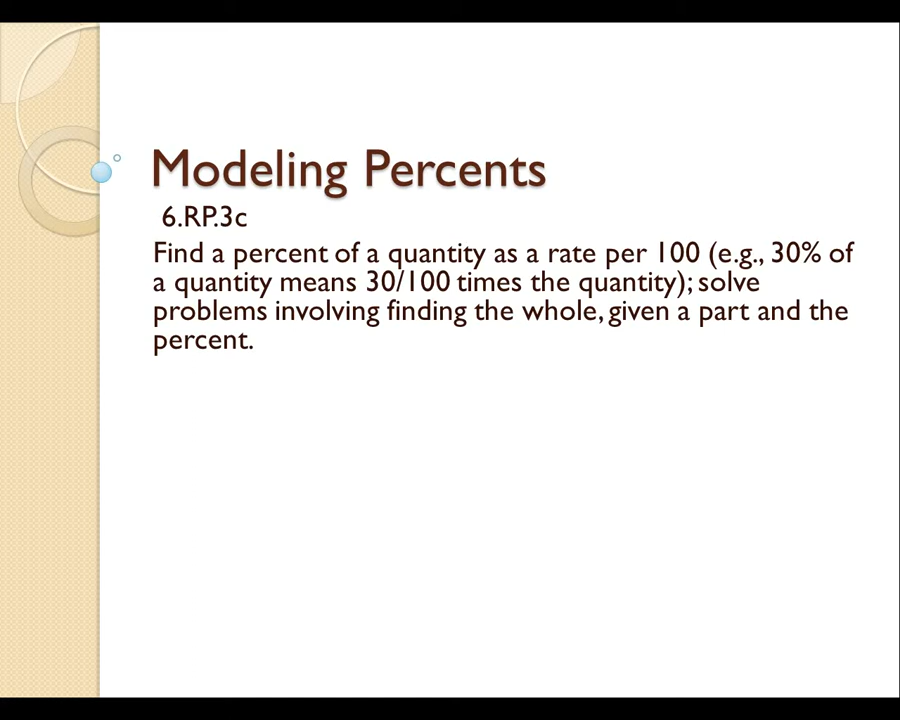 Modeling Percents
6.RP.3c
Find a percent of a quantity as a rate per 100 (e.g., 30% of
a quantity means 30/100 times the quantity); solve
problems involving finding the whole, given a part and the
percent.